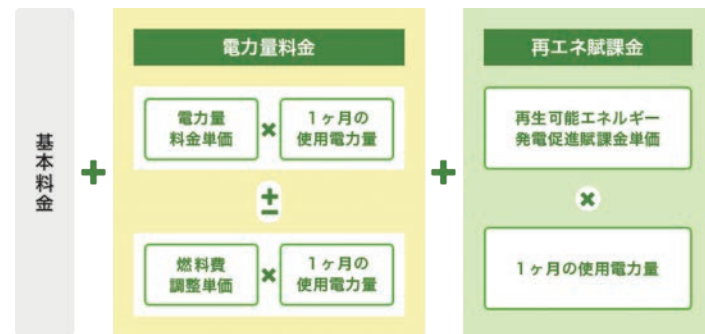 基本料金
+
電力量料金
電力量
料金単価
×
1ヶ月の
使用電力量
±
燃料費
調整単価
×
1ヶ月の
使用電力量
+
再エネ賦課金
再生可能エネルギー
発電促進賦課金単価
×
1ヶ月の使用電力量